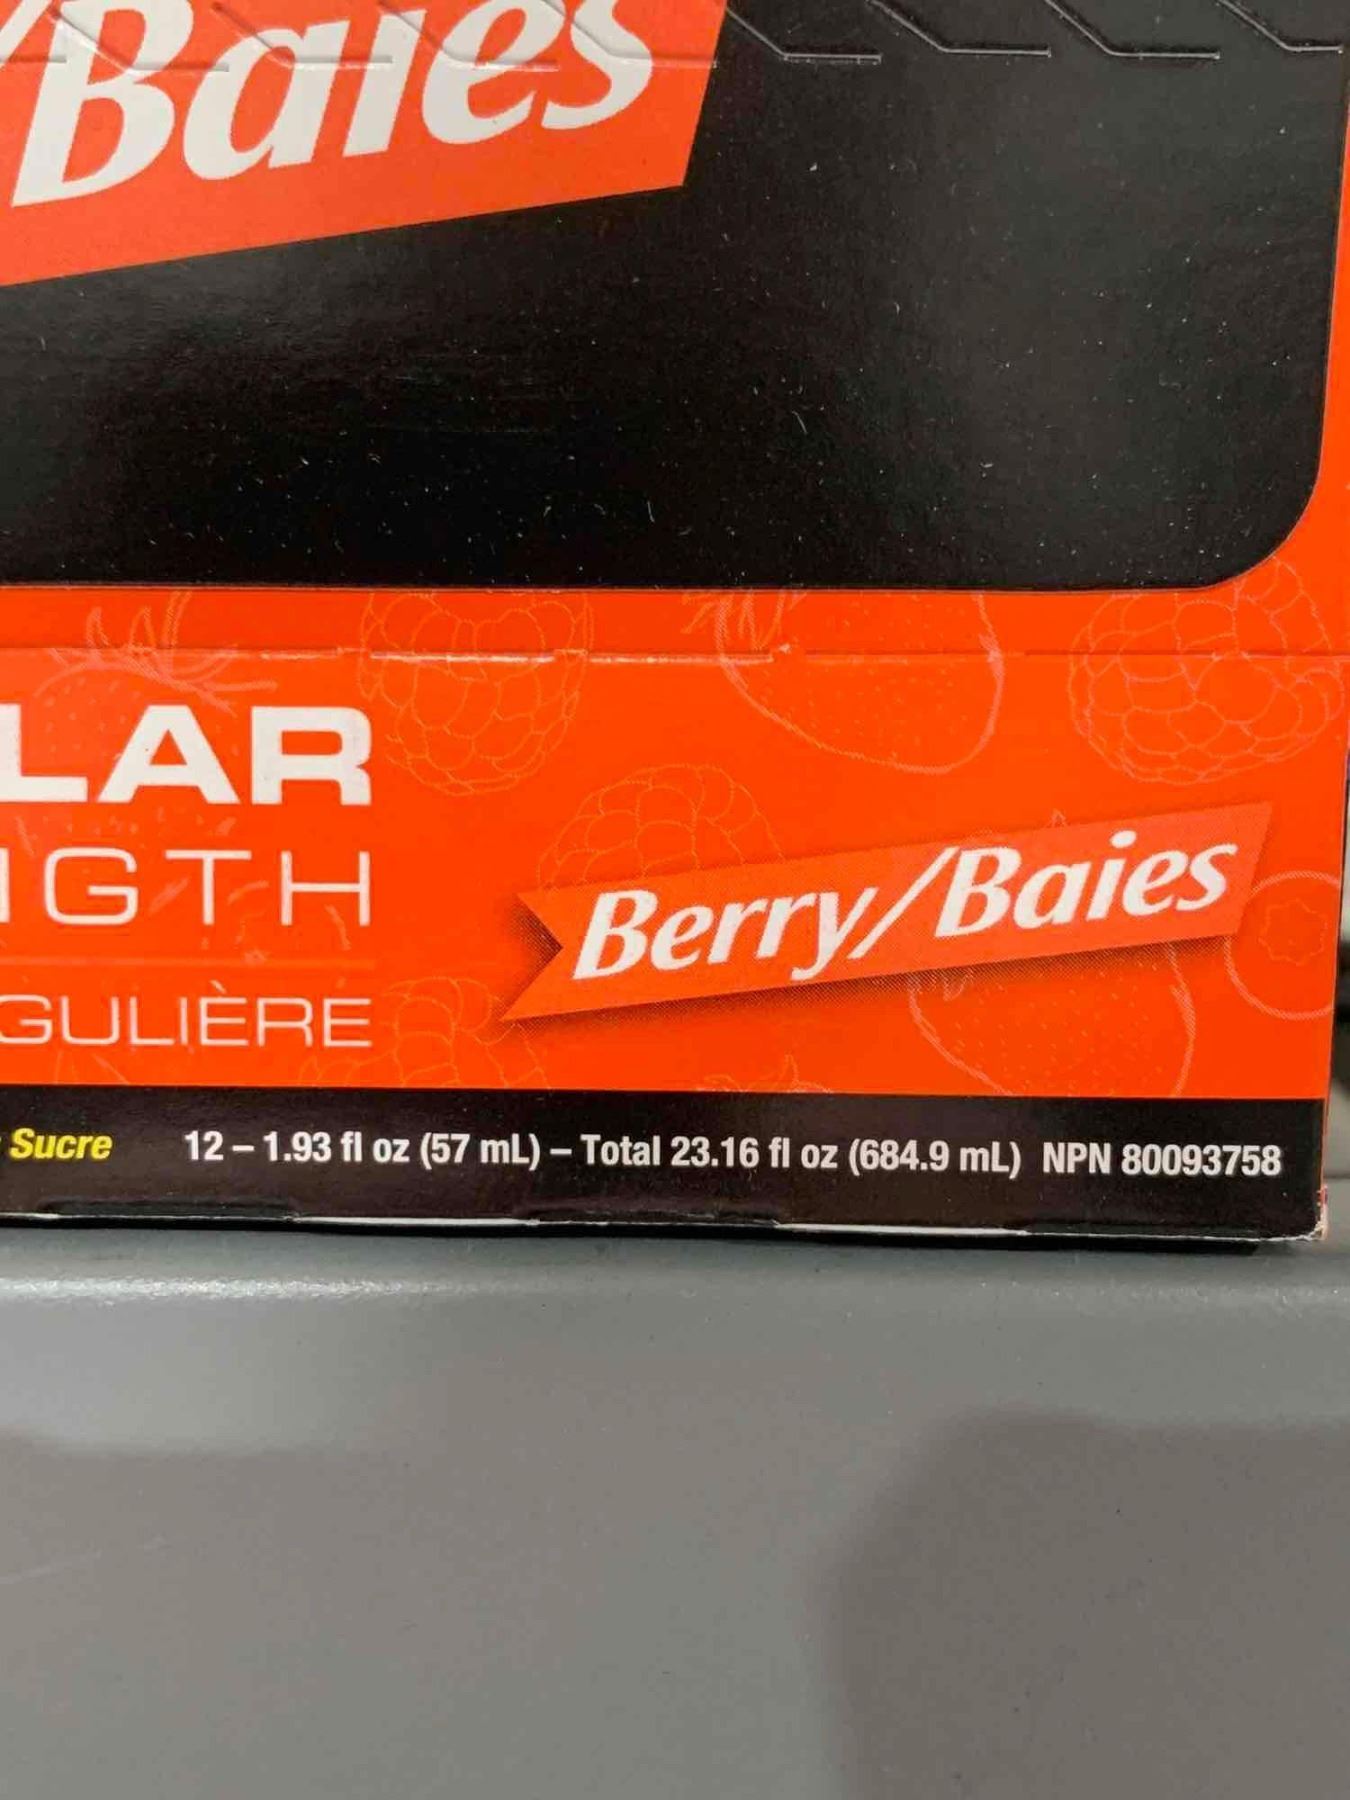 /Baies
LAR
NGTH
GULIÈRE
Berry/Baies
Sucre 12 – 1.93 fl oz (57 mL) – Total 23.16 fl oz (684.9 mL) NPN 80093758